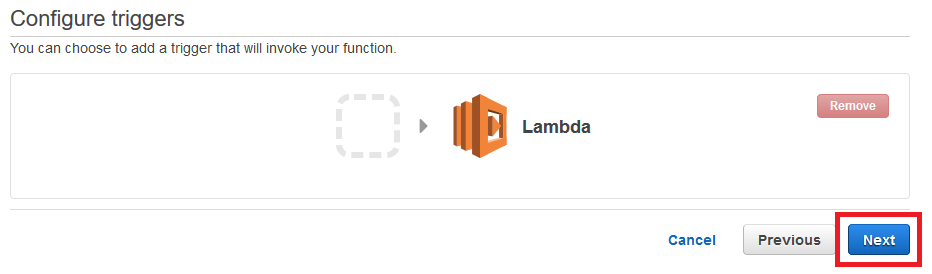 Configure triggers
You can choose to add a trigger that will invoke your function.
Remove
Lambda
Cancel
Previous
Next